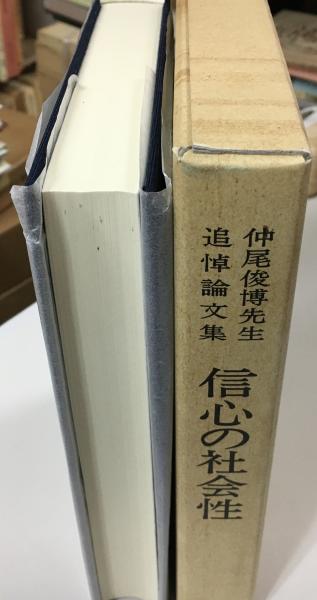 仲尾俊博先生
追悼論文集
信心の社会性